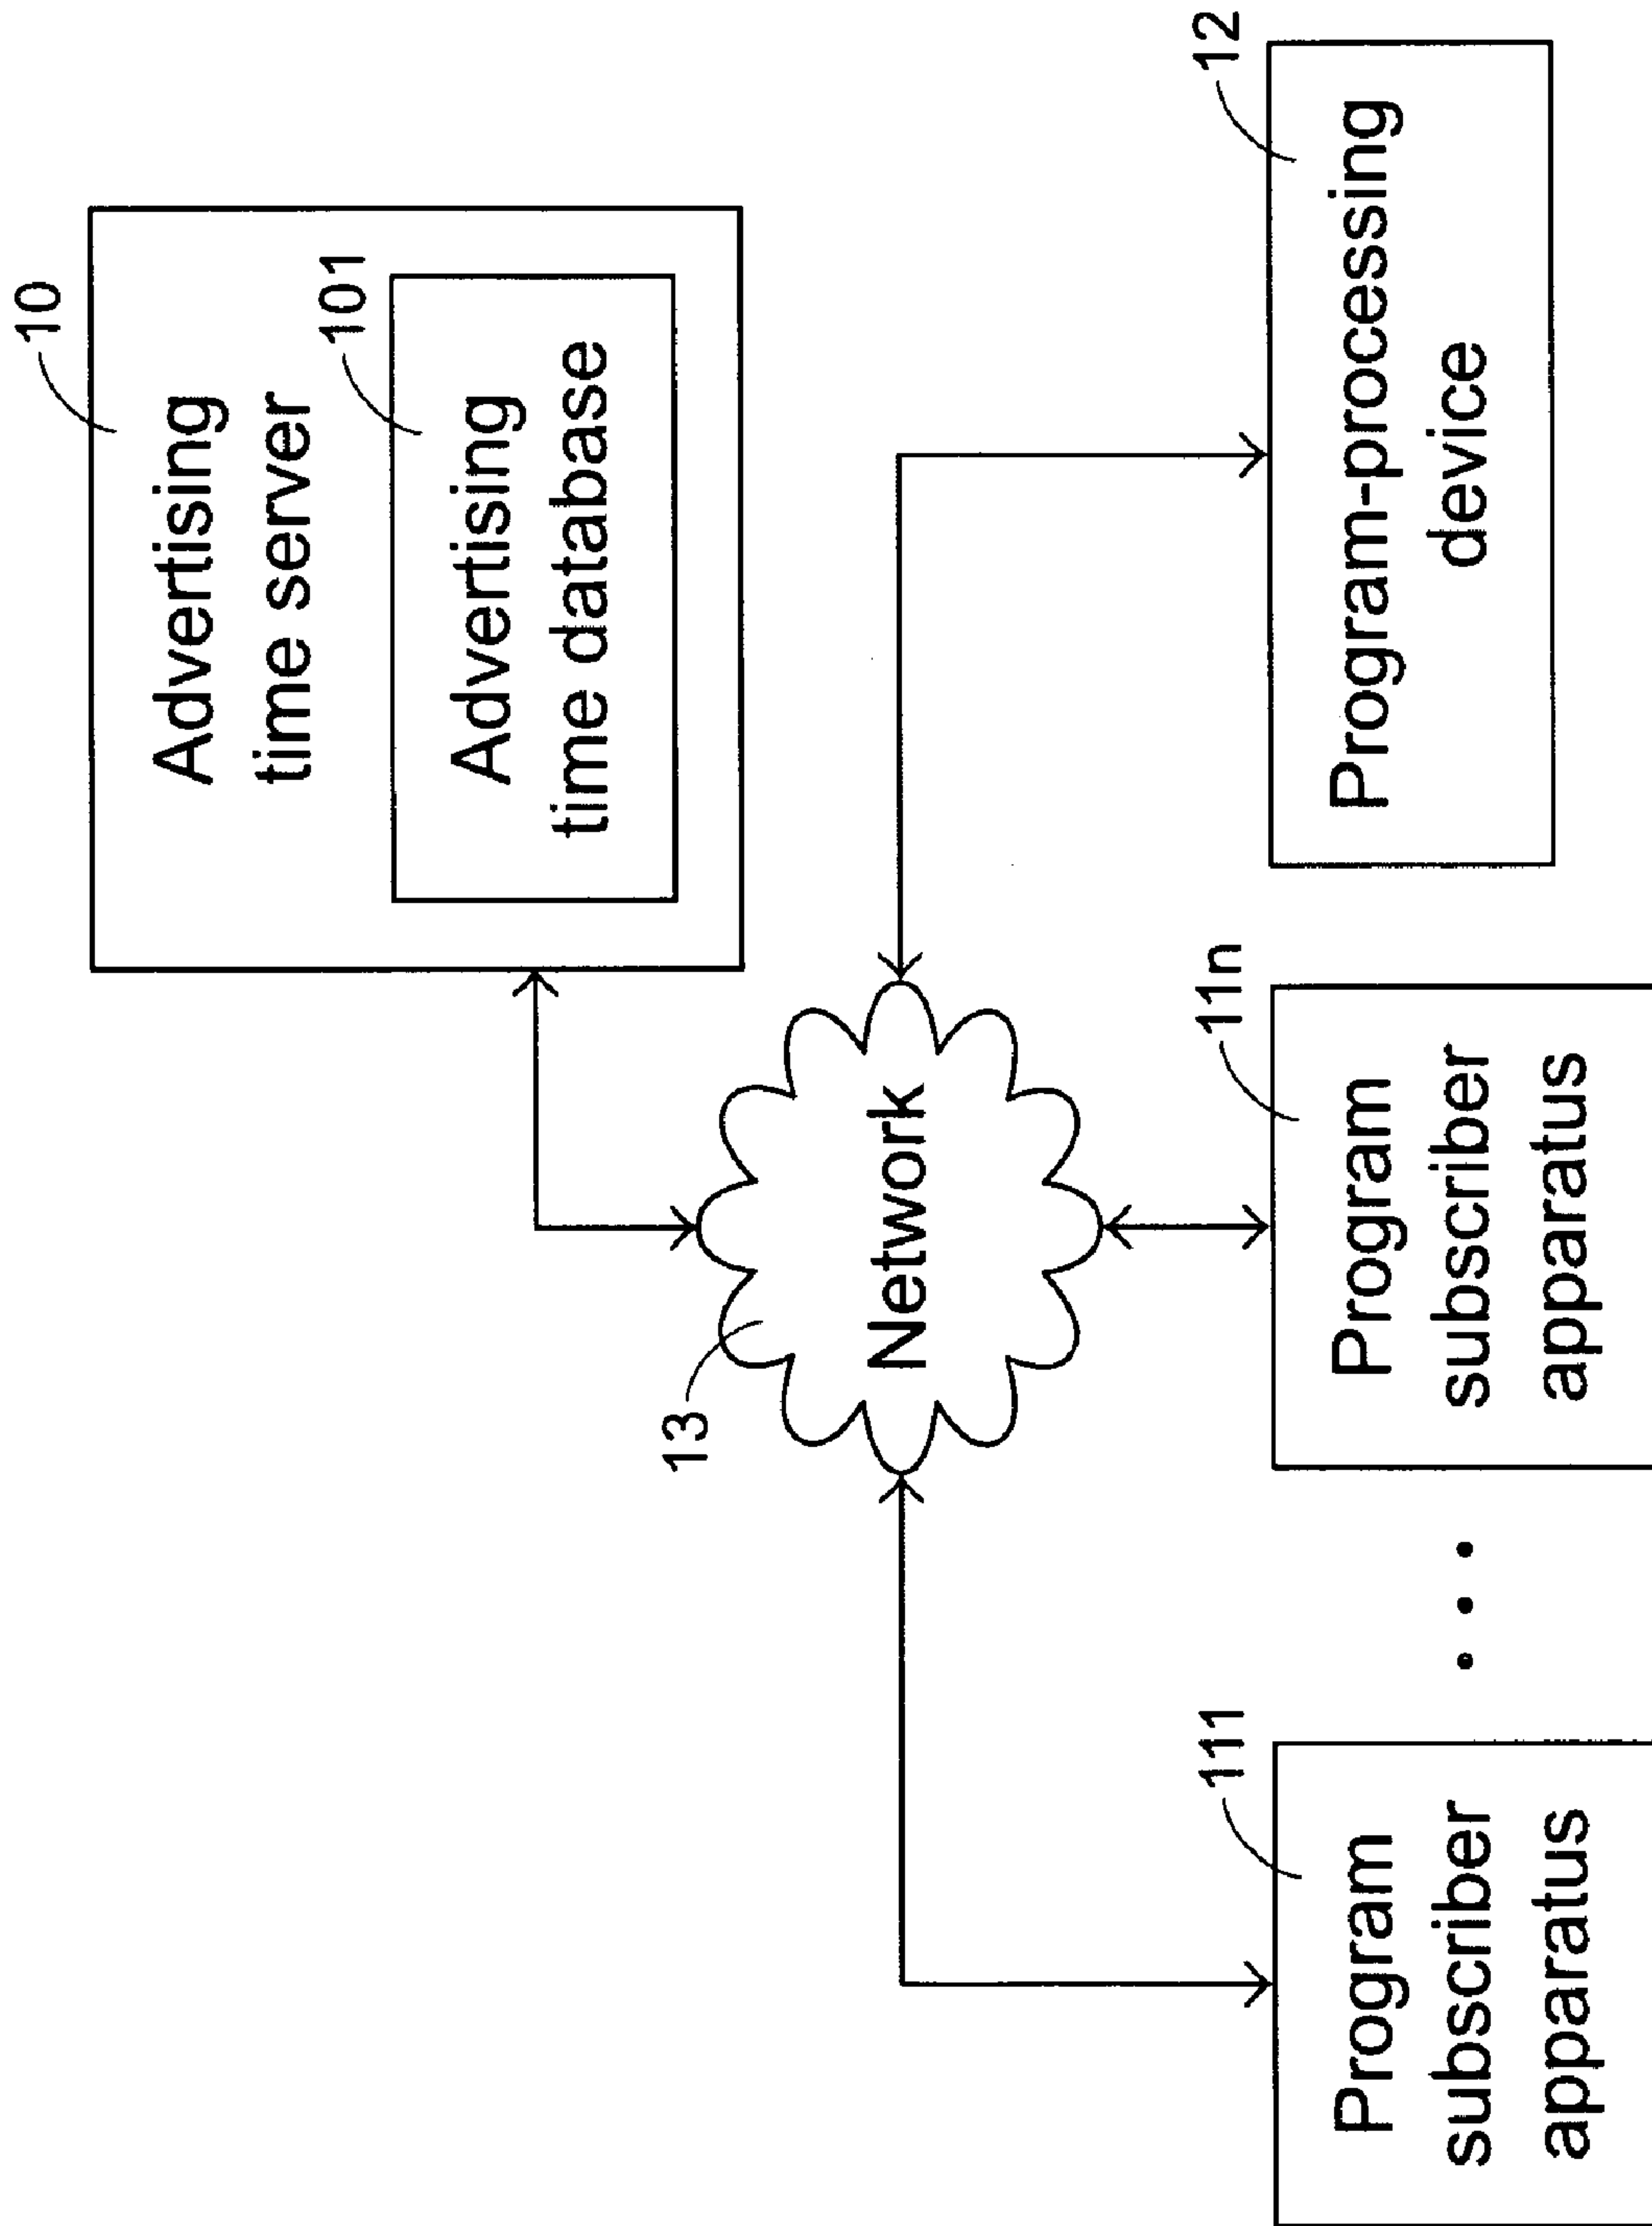 10
Advertising
time server
101
Advertising
time database
13
Network
111
Program
subscriber
apparatus
. . .
11n
Program
subscriber
apparatus
12
Program-processing
device